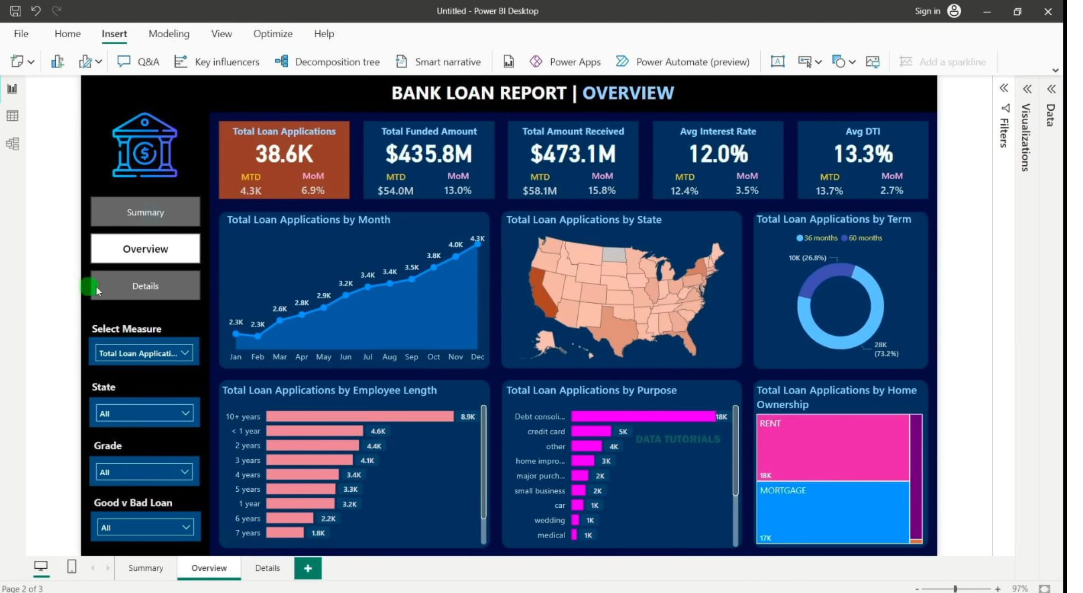 Untitled - Power BI Desktop
Sign in
File Home Insert Modeling View Optimize Help
Q&A Key influencers Decomposition tree Smart narrative Power Apps Power Automate (preview) Add a sparkline
BANK LOAN REPORT | OVERVIEW
Filters
Visualizations
Data
Total Loan Applications
38.6K
MTD MoM
4.3K 6.9%
Total Funded Amount
$435.8M
MTD MoM
$54.0M 13.0%
Total Amount Received
$473.1M
MTD MoM
$58.1M 15.8%
Avg Interest Rate
12.0%
MTD MoM
12.4% 3.5%
Avg DTI
13.3%
MTD MoM
13.7% 2.7%
Summary
Overview
Details
Select Measure
Total Loan Applicati...
State
All
Grade
All
Good v Bad Loan
All
Total Loan Applications by Month
2.3K 2.3K 2.6K 2.8K 2.9K 3.2K 3.4K 3.4K 3.5K 3.8K 4.0K 4.3K
Jan Feb Mar Apr May Jun Jul Aug Sep Oct Nov Dec
Total Loan Applications by State
Total Loan Applications by Term
36 months 60 months
10K (26.8%)
28K
(73.2%)
Total Loan Applications by Employee Length
10+ years 8.9K
< 1 year 4.6K
2 years 4.4K
3 years 4.1K
4 years 3.4K
5 years 3.3K
1 year 3.2K
6 years 2.2K
7 years 1.8K
Total Loan Applications by Purpose
Debt consoli... 18K
credit card 5K
other 4K
home impro... 3K
major purch... 2K
small business 2K
car 1K
wedding 1K
medical 1K
DATA TUTORIALS
Total Loan Applications by Home
Ownership
RENT
18K
MORTGAGE
17K
Summary Overview Details
Page 2 of 3
97%